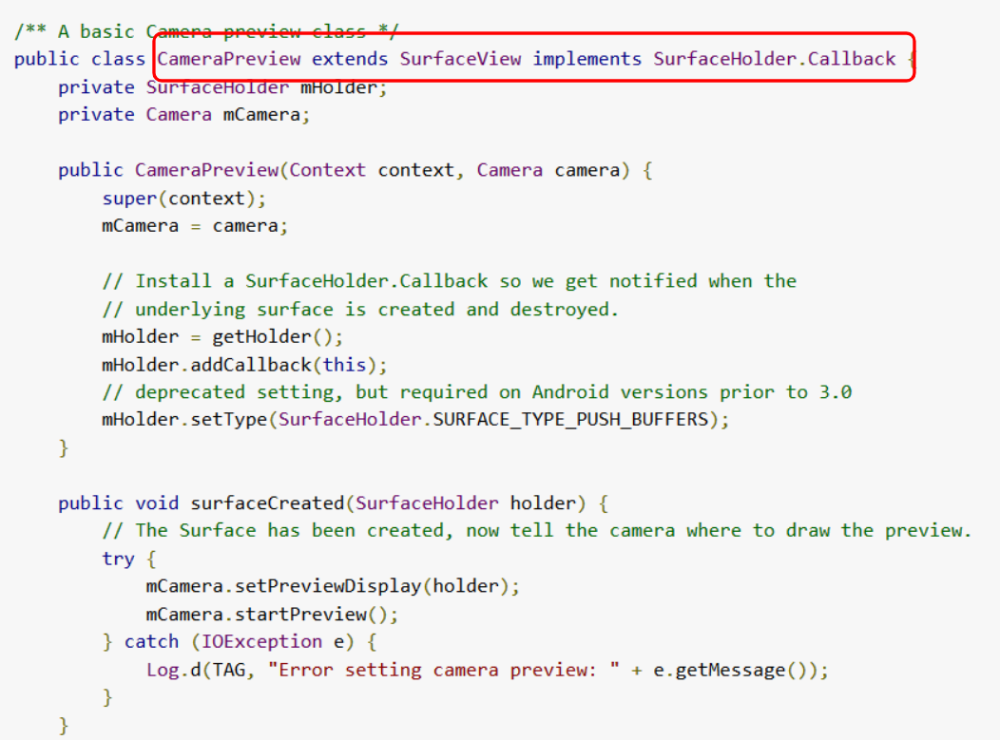 /** A basic Camera preview class */
public class CameraPreview extends SurfaceView implements SurfaceHolder.Callback {
    private SurfaceHolder mHolder;
    private Camera mCamera;

    public CameraPreview(Context context, Camera camera) {
        super(context);
        mCamera = camera;

        // Install a SurfaceHolder.Callback so we get notified when the
        // underlying surface is created and destroyed.
        mHolder = getHolder();
        mHolder.addCallback(this);
        // deprecated setting, but required on Android versions prior to 3.0
        mHolder.setType(SurfaceHolder.SURFACE_TYPE_PUSH_BUFFERS);
    }

    public void surfaceCreated(SurfaceHolder holder) {
        // The Surface has been created, now tell the camera where to draw the preview.
        try {
            mCamera.setPreviewDisplay(holder);
            mCamera.startPreview();
        } catch (IOException e) {
            Log.d(TAG, "Error setting camera preview: " + e.getMessage());
        }
    }